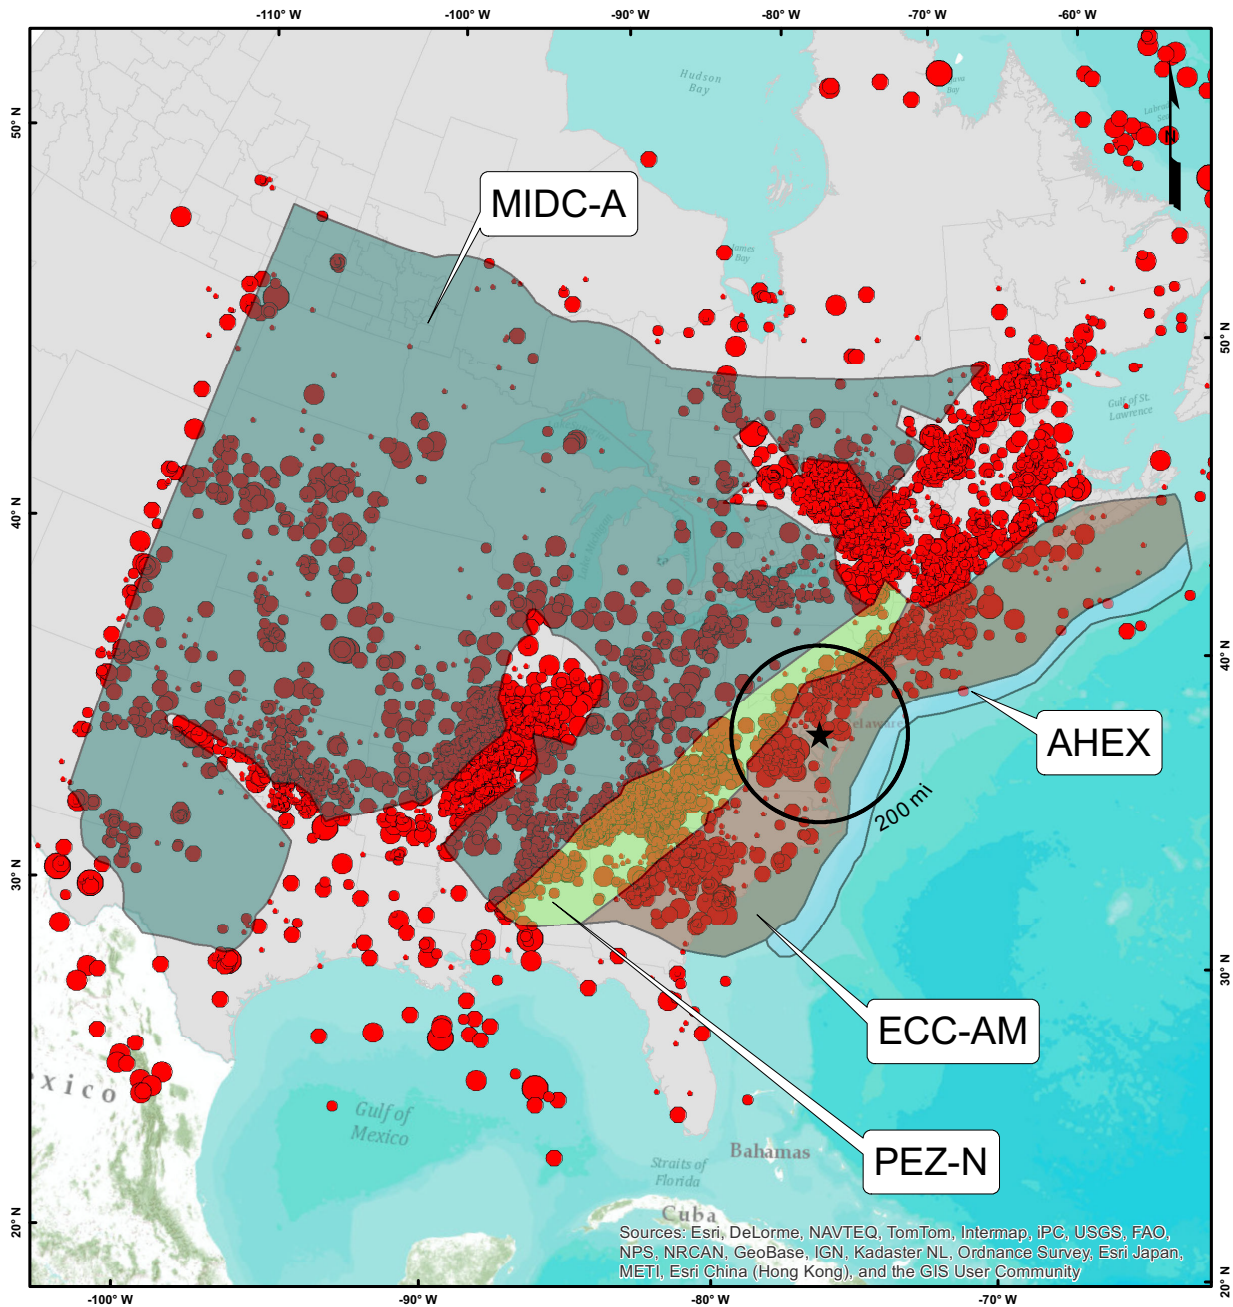 -110° W
-100° W
-90° W
-80° W
-70° W
-60° W
50° N
40° N
30° N
20° N
50° N
40° N
30° N
20° N
-100° W
-90° W
-80° W
-70° W
Hudson
Bay
James
Bay
N
Gulf of St.
Lawrence
MIDC-A
AHEX
200 mi
ECC-AM
PEZ-N
xico
Gulf of
Mexico
Bahamas
Straits of
Florida
Cuba
Sources: Esri, DeLorme, NAVTEQ, TomTom, Intermap, iPC, USGS, FAO,
NPS, NRCAN, GeoBase, IGN, Kadaster NL, Ordnance Survey, Esri Japan,
METI, Esri China (Hong Kong), and the GIS User Community